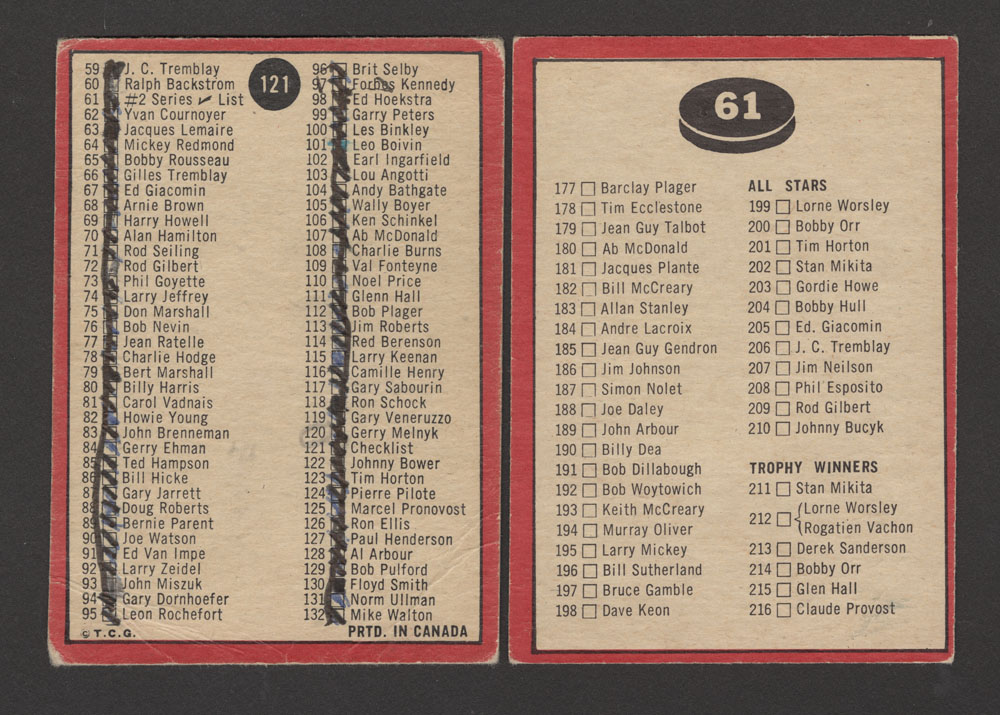 121
59 J. C. Tremblay
60 Ralph Backstrom
61 #2 Series ✓ List
62 Yvan Cournoyer
63 Jacques Lemaire
64 Mickey Redmond
65 Bobby Rousseau
66 Gilles Tremblay
67 Ed Giacomin
68 Arnie Brown
69 Harry Howell
70 Alan Hamilton
71 Rod Seiling
72 Rod Gilbert
73 Phil Goyette
74 Larry Jeffrey
75 Don Marshall
76 Bob Nevin
77 Jean Ratelle
78 Charlie Hodge
79 Bert Marshall
80 Billy Harris
81 Carol Vadnais
82 Howie Young
83 John Brenneman
84 Gerry Ehman
85 Ted Hampson
86 Bill Hicke
87 Gary Jarrett
88 Doug Roberts
89 Bernie Parent
90 Joe Watson
91 Ed Van Impe
92 Larry Zeidel
93 John Miszuk
94 Gary Dornhoefer
95 Leon Rochefort
© T.C.G.
96 Brit Selby
97 Forbes Kennedy
98 Ed Hoekstra
99 Garry Peters
100 Les Binkley
101 Leo Boivin
102 Earl Ingarfield
103 Lou Angotti
104 Andy Bathgate
105 Wally Boyer
106 Ken Schinkel
107 Ab McDonald
108 Charlie Burns
109 Val Fonteyne
110 Noel Price
111 Glenn Hall
112 Bob Plager
113 Jim Roberts
114 Red Berenson
115 Larry Keenan
116 Camille Henry
117 Gary Sabourin
118 Ron Schock
119 Gary Veneruzzo
120 Gerry Melnyk
121 Checklist
122 Johnny Bower
123 Tim Horton
124 Pierre Pilote
125 Marcel Pronovost
126 Ron Ellis
127 Paul Henderson
128 Al Arbour
129 Bob Pulford
130 Floyd Smith
131 Norm Ullman
132 Mike Walton
PRTD. IN CANADA
61
177 Barclay Plager
178 Tim Ecclestone
179 Jean Guy Talbot
180 Ab McDonald
181 Jacques Plante
182 Bill McCreary
183 Allan Stanley
184 Andre Lacroix
185 Jean Guy Gendron
186 Jim Johnson
187 Simon Nolet
188 Joe Daley
189 John Arbour
190 Billy Dea
191 Bob Dillabough
192 Bob Woytowich
193 Keith McCreary
194 Murray Oliver
195 Larry Mickey
196 Bill Sutherland
197 Bruce Gamble
198 Dave Keon
ALL STARS
199 Lorne Worsley
200 Bobby Orr
201 Tim Horton
202 Stan Mikita
203 Gordie Howe
204 Bobby Hull
205 Ed. Giacomin
206 J. C. Tremblay
207 Jim Neilson
208 Phil Esposito
209 Rod Gilbert
210 Johnny Bucyk
TROPHY WINNERS
211 Stan Mikita
212 {Lorne Worsley
Rogatien Vachon
213 Derek Sanderson
214 Bobby Orr
215 Glen Hall
216 Claude Provost